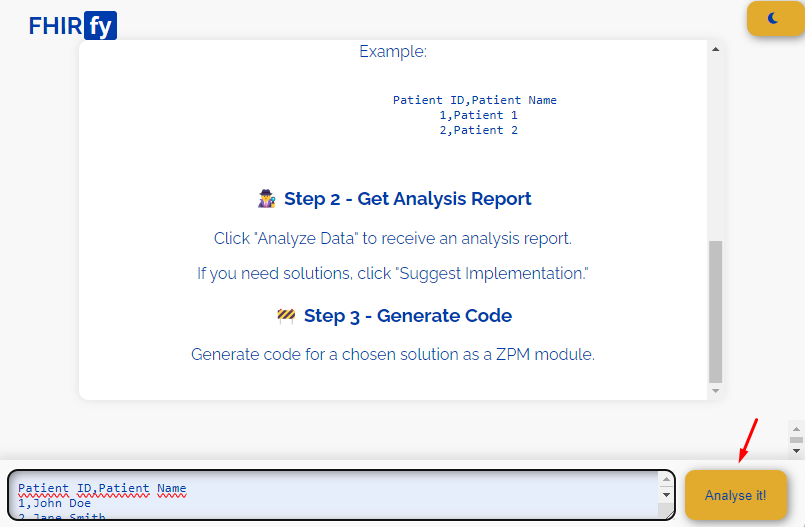 FHIRfy
Example:
Patient ID,Patient Name
1,Patient 1
2,Patient 2
Step 2 - Get Analysis Report
Click "Analyze Data" to receive an analysis report.
If you need solutions, click "Suggest Implementation."
Step 3 - Generate Code
Generate code for a chosen solution as a ZPM module.
Patient ID,Patient Name
1,John Doe
2,Jane Smith
Analyse it!